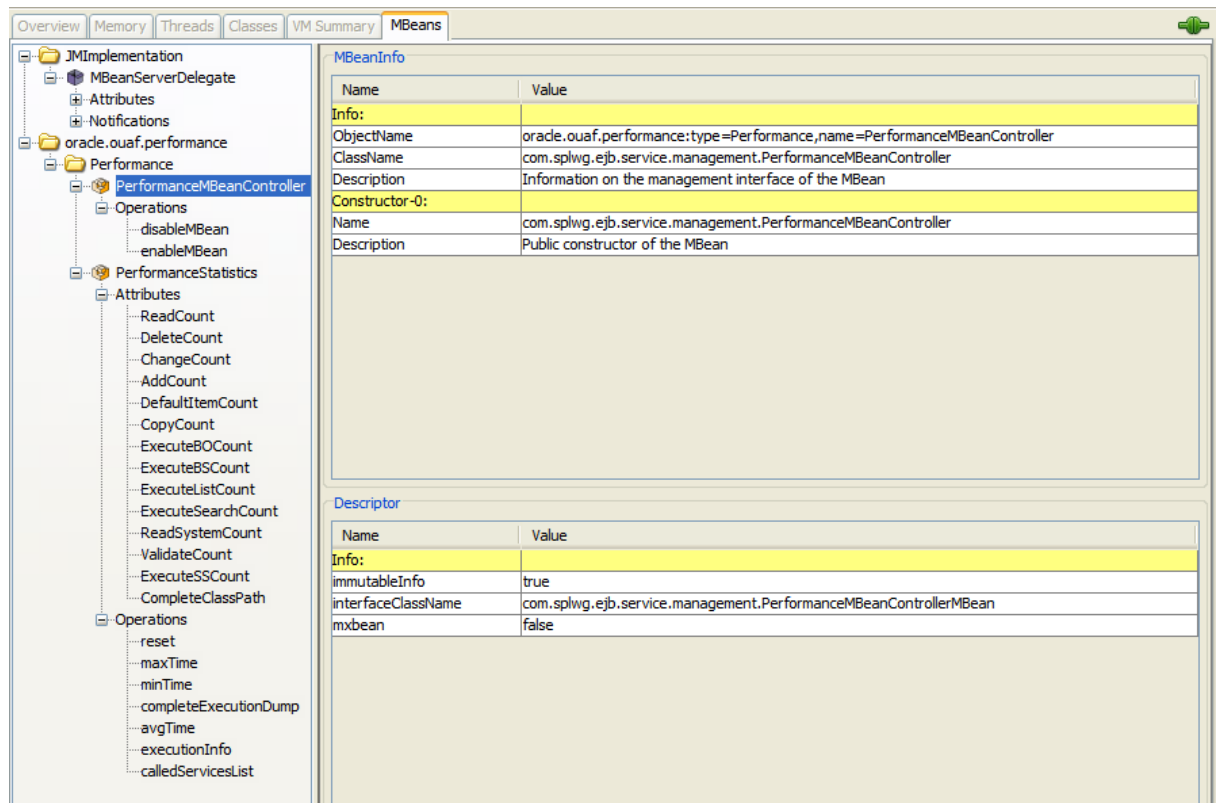 Overview Memory Threads Classes VM Summary MBeans
JMImplementation
MBeanServerDelegate
Attributes
Notifications
oracle.ouaf.performance
Performance
PerformanceMBeanController
Operations
disableMBean
enableMBean
PerformanceStatistics
Attributes
ReadCount
DeleteCount
ChangeCount
AddCount
DefaultItemCount
CopyCount
ExecuteBOCount
ExecuteBSCount
ExecuteListCount
ExecuteSearchCount
ReadSystemCount
ValidateCount
ExecuteSSCount
CompleteClassPath
Operations
reset
maxTime
minTime
completeExecutionDump
avgTime
executionInfo
calledServicesList
MBeanInfo
Name Value
Info:
ObjectName oracle.ouaf.performance:type=Performance,name=PerformanceMBeanController
ClassName com.splwg.ejb.service.management.PerformanceMBeanController
Description Information on the management interface of the MBean
Constructor-0:
Name com.splwg.ejb.service.management.PerformanceMBeanController
Description Public constructor of the MBean
Descriptor
Name Value
Info:
immutableInfo true
interfaceClassName com.splwg.ejb.service.management.PerformanceMBeanControllerMBean
mxbean false